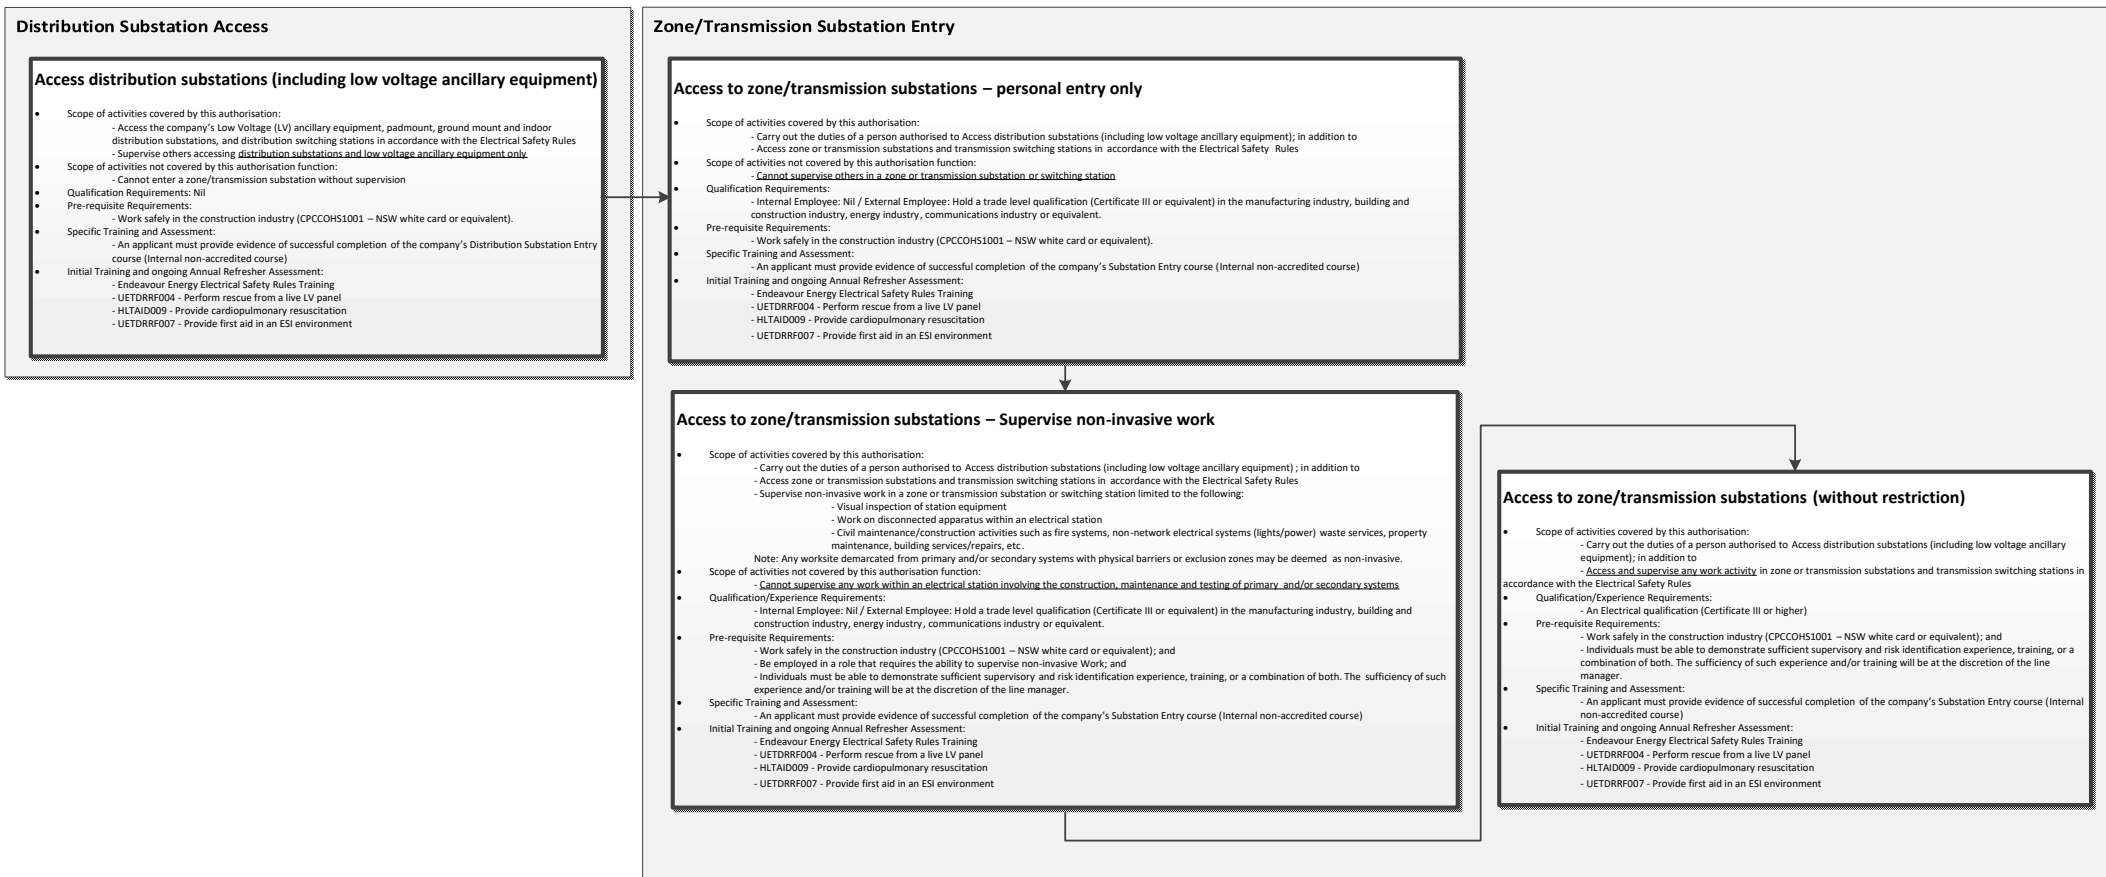 Distribution Substation Access
Access distribution substations (including low voltage ancillary equipment)
• Scope of activities covered by this authorisation:
- Access the company's Low Voltage (LV) ancillary equipment, padmount, ground mount and indoor
distribution substations, and distribution switching stations in accordance with the Electrical Safety Rules
- Supervise others accessing distribution substations and low voltage ancillary equipment only
• Scope of activities not covered by this authorisation function:
- Cannot enter a zone/transmission substation without supervision
• Qualification Requirements: Nil
• Pre-requisite Requirements:
- Work safely in the construction industry (CPCCOHS1001 – NSW white card or equivalent).
• Specific Training and Assessment:
- An applicant must provide evidence of successful completion of the company's Distribution Substation Entry
course (Internal non-accredited course)
• Initial Training and ongoing Annual Refresher Assessment:
- Endeavour Energy Electrical Safety Rules Training
- UETDRRF004 - Perform rescue from a live LV panel
- HLTAID009 - Provide cardiopulmonary resuscitation
- UETDRRF007 - Provide first aid in an ESI environment
Zone/Transmission Substation Entry
Access to zone/transmission substations – personal entry only
• Scope of activities covered by this authorisation:
- Carry out the duties of a person authorised to Access distribution substations (including low voltage ancillary equipment); in addition to
- Access zone or transmission substations and transmission switching stations in accordance with the Electrical Safety Rules
• Scope of activities not covered by this authorisation function:
- Cannot supervise others in a zone or transmission substation or switching station
• Qualification Requirements:
- Internal Employee: Nil / External Employee: Hold a trade level qualification (Certificate III or equivalent) in the manufacturing industry, building and
construction industry, energy industry, communications industry or equivalent.
• Pre-requisite Requirements:
- Work safely in the construction industry (CPCCOHS1001 – NSW white card or equivalent).
• Specific Training and Assessment:
- An applicant must provide evidence of successful completion of the company's Substation Entry course (Internal non-accredited course)
• Initial Training and ongoing Annual Refresher Assessment:
- Endeavour Energy Electrical Safety Rules Training
- UETDRRF004 - Perform rescue from a live LV panel
- HLTAID009 - Provide cardiopulmonary resuscitation
- UETDRRF007 - Provide first aid in an ESI environment
Access to zone/transmission substations – Supervise non-invasive work
• Scope of activities covered by this authorisation:
- Carry out the duties of a person authorised to Access distribution substations (including low voltage ancillary equipment) ; in addition to
- Access zone or transmission substations and transmission switching stations in accordance with the Electrical Safety Rules
- Supervise non-invasive work in a zone or transmission substation or switching station limited to the following:
- Visual inspection of station equipment
- Work on disconnected apparatus within an electrical station
- Civil maintenance/construction activities such as fire systems, non-network electrical systems (lights/power) waste services, property
maintenance, building services/repairs, etc.
Note: Any worksite demarcated from primary and/or secondary systems with physical barriers or exclusion zones may be deemed as non-invasive.
• Scope of activities not covered by this authorisation function:
- Cannot supervise any work within an electrical station involving the construction, maintenance and testing of primary and/or secondary systems
• Qualification/Experience Requirements:
- Internal Employee: Nil / External Employee: Hold a trade level qualification (Certificate III or equivalent) in the manufacturing industry, building and
construction industry, energy industry, communications industry or equivalent.
• Pre-requisite Requirements:
- Work safely in the construction industry (CPCCOHS1001 – NSW white card or equivalent); and
- Be employed in a role that requires the ability to supervise non-invasive Work; and
- Individuals must be able to demonstrate sufficient supervisory and risk identification experience, training, or a combination of both. The sufficiency of such
experience and/or training will be at the discretion of the line manager.
• Specific Training and Assessment:
- An applicant must provide evidence of successful completion of the company's Substation Entry course (Internal non-accredited course)
• Initial Training and ongoing Annual Refresher Assessment:
- Endeavour Energy Electrical Safety Rules Training
- UETDRRF004 - Perform rescue from a live LV panel
- HLTAID009 - Provide cardiopulmonary resuscitation
- UETDRRF007 - Provide first aid in an ESI environment
Access to zone/transmission substations (without restriction)
• Scope of activities covered by this authorisation:
- Carry out the duties of a person authorised to Access distribution substations (including low voltage ancillary
equipment); in addition to
- Access and supervise any work activity in zone or transmission substations and transmission switching stations in
accordance with the Electrical Safety Rules
• Qualification/Experience Requirements:
- An Electrical qualification (Certificate III or higher)
• Pre-requisite Requirements:
- Work safely in the construction industry (CPCCOHS1001 – NSW white card or equivalent); and
- Individuals must be able to demonstrate sufficient supervisory and risk identification experience, training, or a
combination of both. The sufficiency of such experience and/or training will be at the discretion of the line
manager.
• Specific Training and Assessment:
- An applicant must provide evidence of successful completion of the company's Substation Entry course (Internal
non-accredited course)
• Initial Training and ongoing Annual Refresher Assessment:
- Endeavour Energy Electrical Safety Rules Training
- UETDRRF004 - Perform rescue from a live LV panel
- HLTAID009 - Provide cardiopulmonary resuscitation
- UETDRRF007 - Provide first aid in an ESI environment